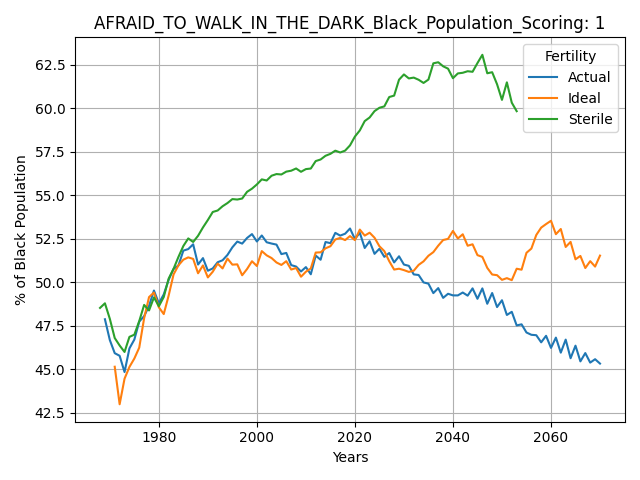 AFRAID_TO_WALK_IN_THE_DARK_Black_Population_Scoring: 1
Fertility
Actual
Ideal
Sterile
% of Black Population
62.5
60.0
57.5
55.0
52.5
50.0
47.5
45.0
42.5
1980
2000
2020
2040
2060
Years